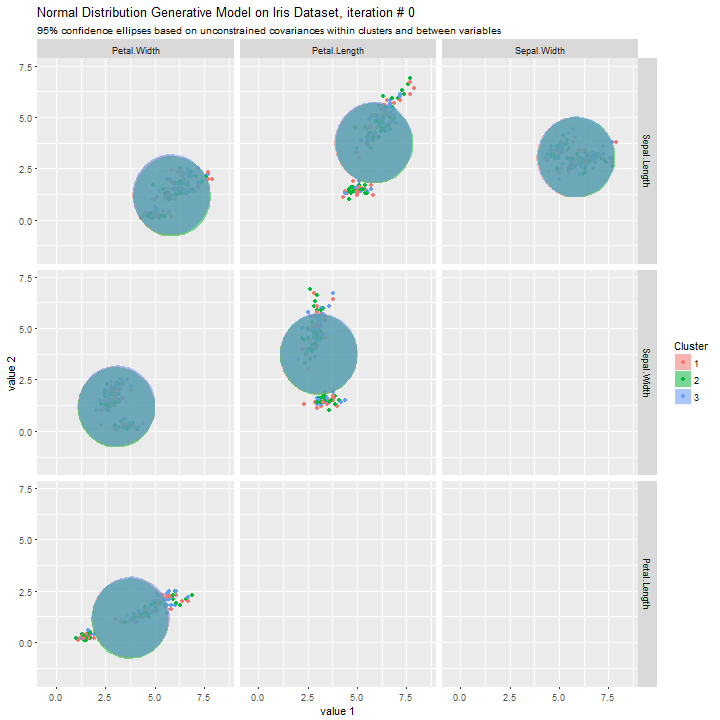 Normal Distribution Generative Model on Iris Dataset, iteration # 0
95% confidence ellipses based on unconstrained covariances within clusters and between variables
Petal.Width
Petal.Length
Sepal.Width
7.5
5.0
2.5
0.0
Sepal.Length
7.5
5.0
2.5
0.0
Sepal.Width
value 2
Cluster
1
2
3
7.5
5.0
2.5
0.0
Petal.Length
0.0 2.5 5.0 7.5
0.0 2.5 5.0 7.5
0.0 2.5 5.0 7.5
value 1